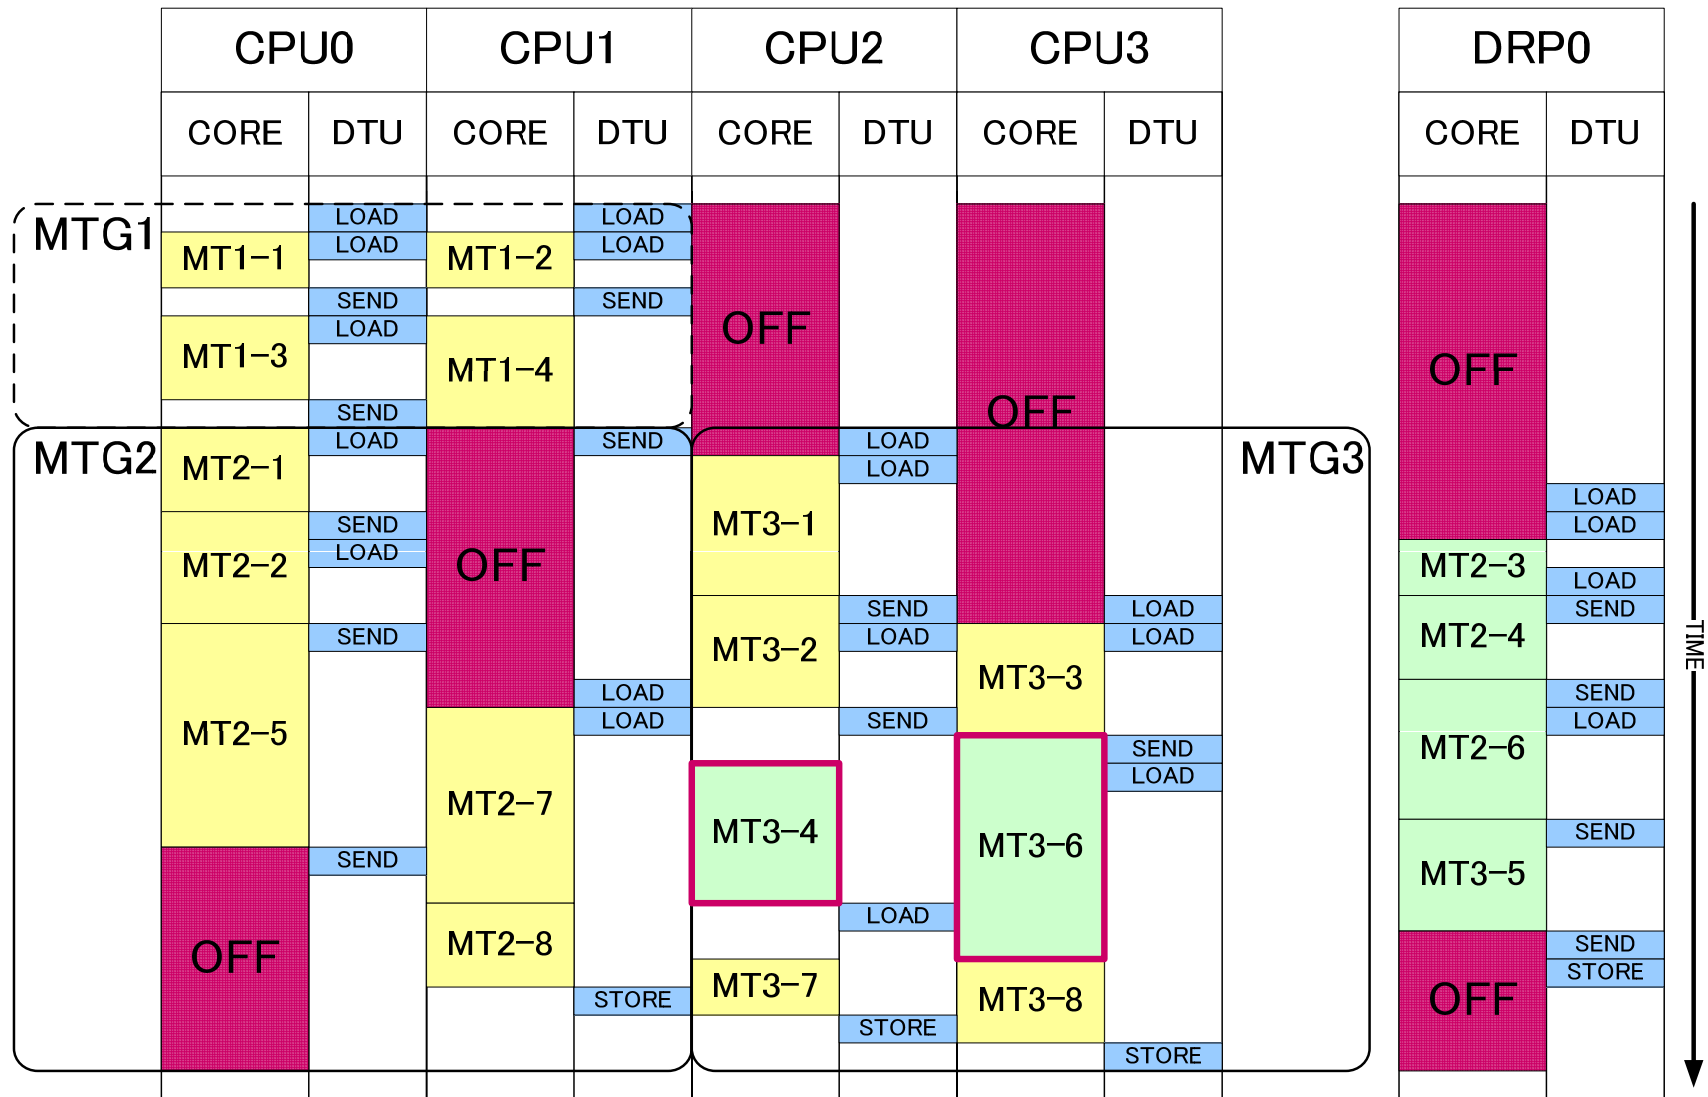 CPU0 CPU1 CPU2 CPU3 DRP0
CORE DTU CORE DTU CORE DTU CORE DTU CORE DTU
MTG1 LOAD LOAD
MT1-1 LOAD MT1-2 LOAD
SEND SEND
OFF
LOAD
MT1-3 MT1-4 OFF
SEND OFF
MTG2 MT2-1 LOAD SEND LOAD MTG3
LOAD
LOAD
MT3-1
SEND LOAD
MT2-2 LOAD OFF MT2-3
LOAD
SEND LOAD SEND
SEND MT3-2 LOAD LOAD MT2-4
TIME
MT3-3
LOAD SEND
MT2-5 LOAD SEND LOAD
SEND MT2-6
LOAD
MT2-7 MT3-4 MT3-6 SEND
SEND MT3-5
LOAD
MT2-8 SEND
OFF STORE
MT3-7 MT3-8 OFF
STORE
STORE
STORE